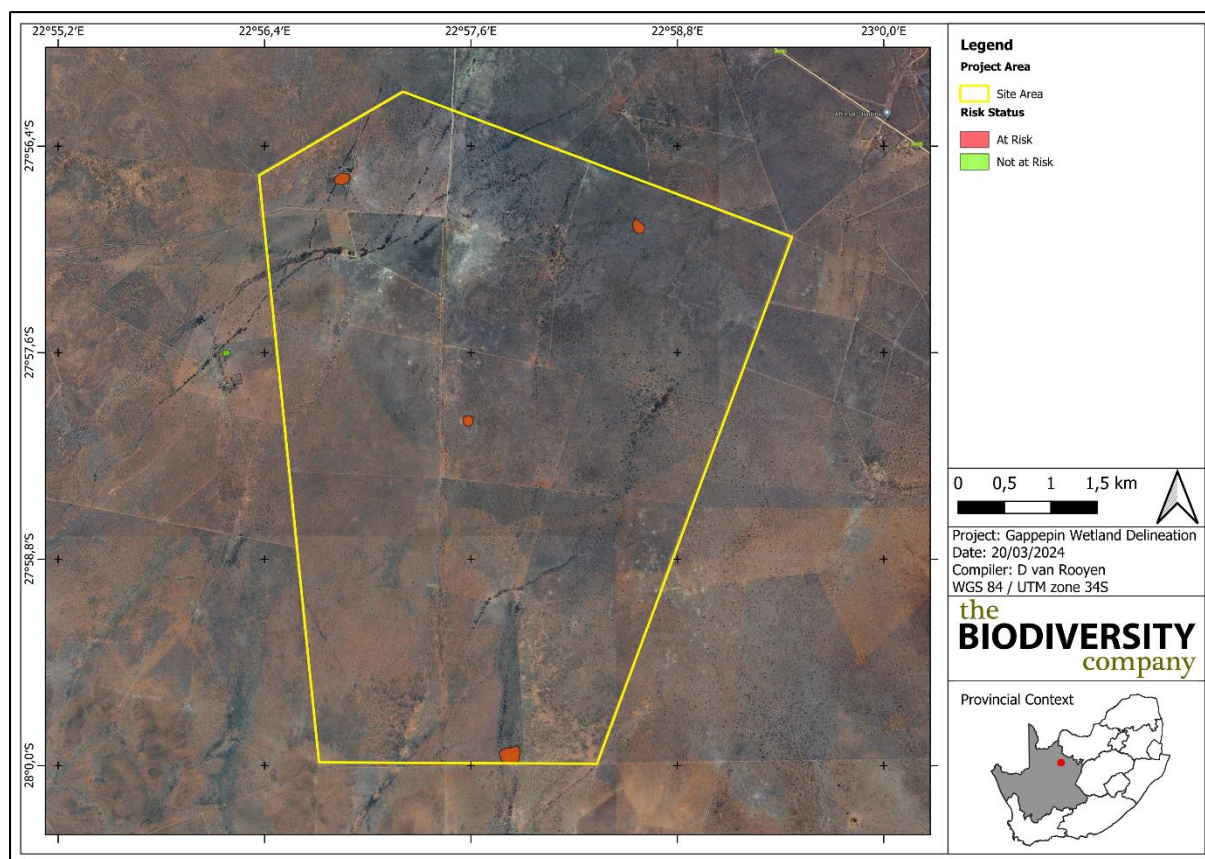 22°55,2'E
22°56,4'E
22°57,6'E
22°58,8'E
23°0,0'E
27°56,4'S
27°57,6'S
27°58,8'S
28°0,0'S
Legend
Project Area
Site Area
Risk Status
At Risk
Not at Risk
0 0,5 1 1,5 km
Project: Gappepin Wetland Delineation
Date: 20/03/2024
Compiler: D van Rooyen
WGS 84 / UTM zone 34S
the
BIODIVERSITY
company
Provincial Context